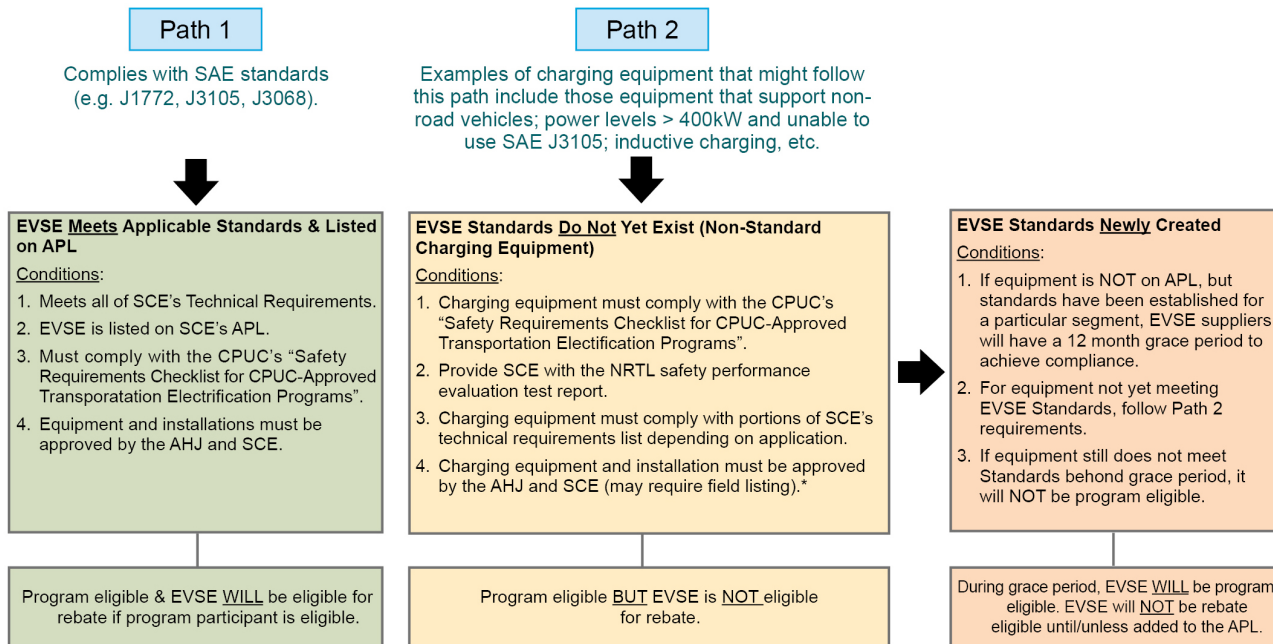 Path 1
Complies with SAE standards
(e.g. J1772, J3105, J3068).
Path 2
Examples of charging equipment that might follow
this path include those equipment that support non-
road vehicles; power levels > 400kW and unable to
use SAE J3105; inductive charging, etc.
EVSE Meets Applicable Standards & Listed
on APL
Conditions:
1. Meets all of SCE's Technical Requirements.
2. EVSE is listed on SCE's APL.
3. Must comply with the CPUC's "Safety
Requirements Checklist for CPUC-Approved
Transporatation Electrification Programs".
4. Equipment and installations must be
approved by the AHJ and SCE.
Program eligible & EVSE WILL be eligible for
rebate if program participant is eligible.
EVSE Standards Do Not Yet Exist (Non-Standard
Charging Equipment)
Conditions:
1. Charging equipment must comply with the CPUC's
"Safety Requirements Checklist for CPUC-Approved
Transportation Electification Programs".
2. Provide SCE with the NRTL safety performance
evaluation test report.
3. Charging equipment must comply with portions of SCE's
technical requirements list depending on application.
4. Charging equipment and installation must be approved
by the AHJ and SCE (may require field listing).*
Program eligible BUT EVSE is NOT eligible
for rebate.
EVSE Standards Newly Created
Conditions:
1. If equipment is NOT on APL, but
standards have been established for
a particular segment, EVSE suppliers
will have a 12 month grace period to
achieve compliance.
2. For equipment not yet meeting
EVSE Standards, follow Path 2
requirements.
3. If equipment still does not meet
Standards behond grace period, it
will NOT be program eligible.
During grace period, EVSE WILL be program
eligible. EVSE will NOT be rebate
eligible until/unless added to the APL.